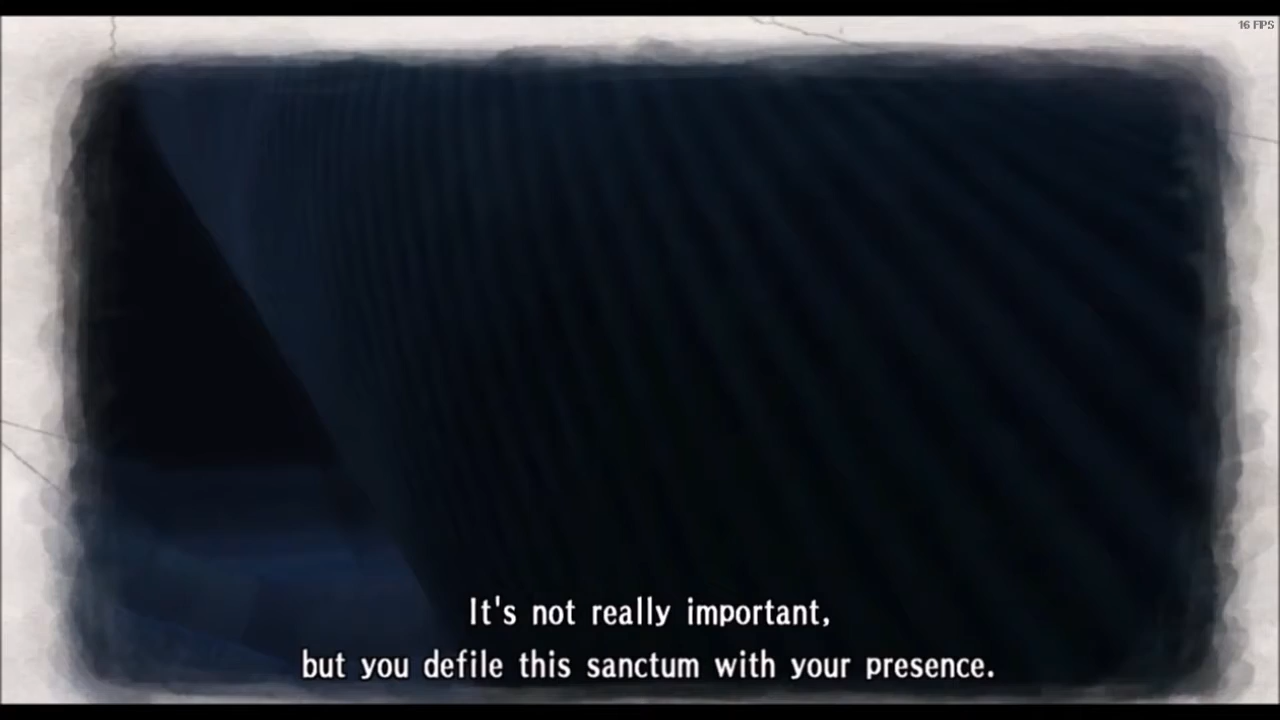 16 FPS
It's not really important,
but you defile this sanctum with your presence.